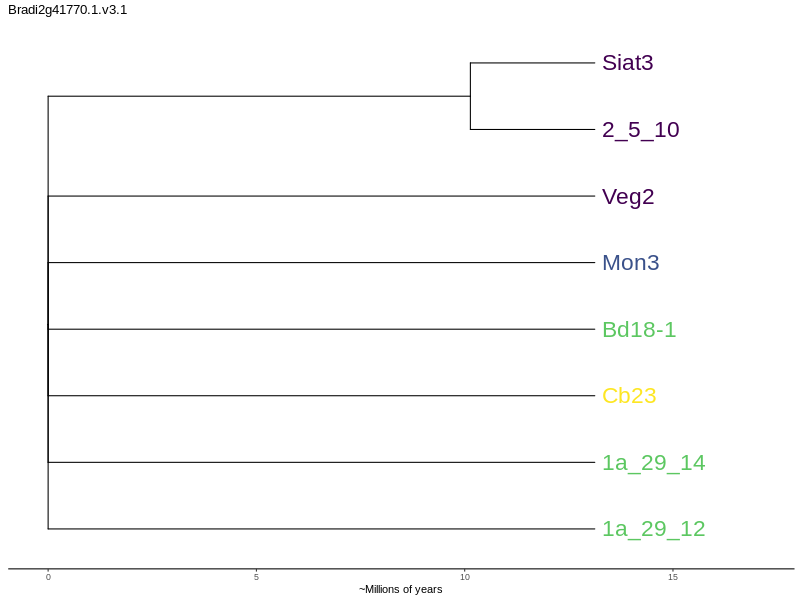 Bradi2g41770.1.v3.1
Siat3
2_5_10
Veg2
Mon3
Bd18-1
Cb23
1a_29_14
1a_29_12
0 5 10 15
~Millions of years